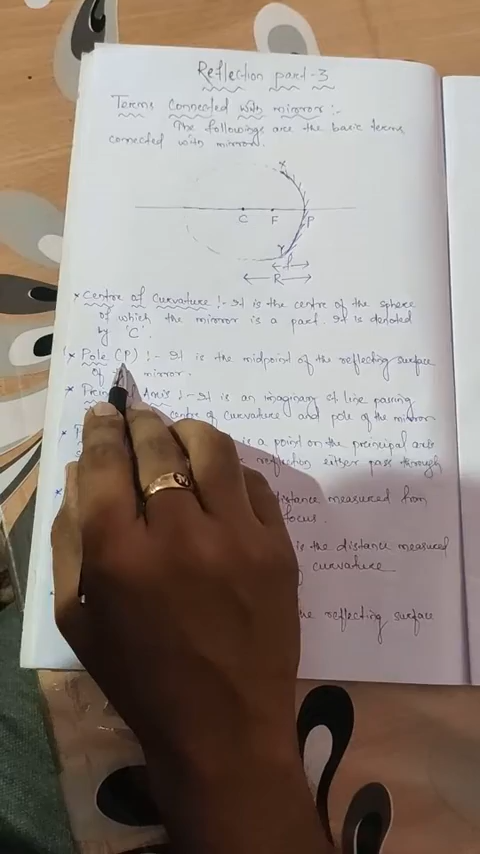 Reflection part-3
Terms connected with mirror:-
The followings are the basic terms
connected with mirror.
X
C F P
Y f
R
* Centre of Curvature :- It is the centre of the sphere
of which the mirror is a part. It is denoted
by 'C'.
* Pole (P) :- It is the midpoint of the reflecting surface
of mirror.
* Axis :- It is an imaginary st line passing
centre of curvature and pole of the mirror
is a point on the principal axis
reflection either pass through
*
distance measured from
focus.
is the distance measured
curvature
the reflecting surface